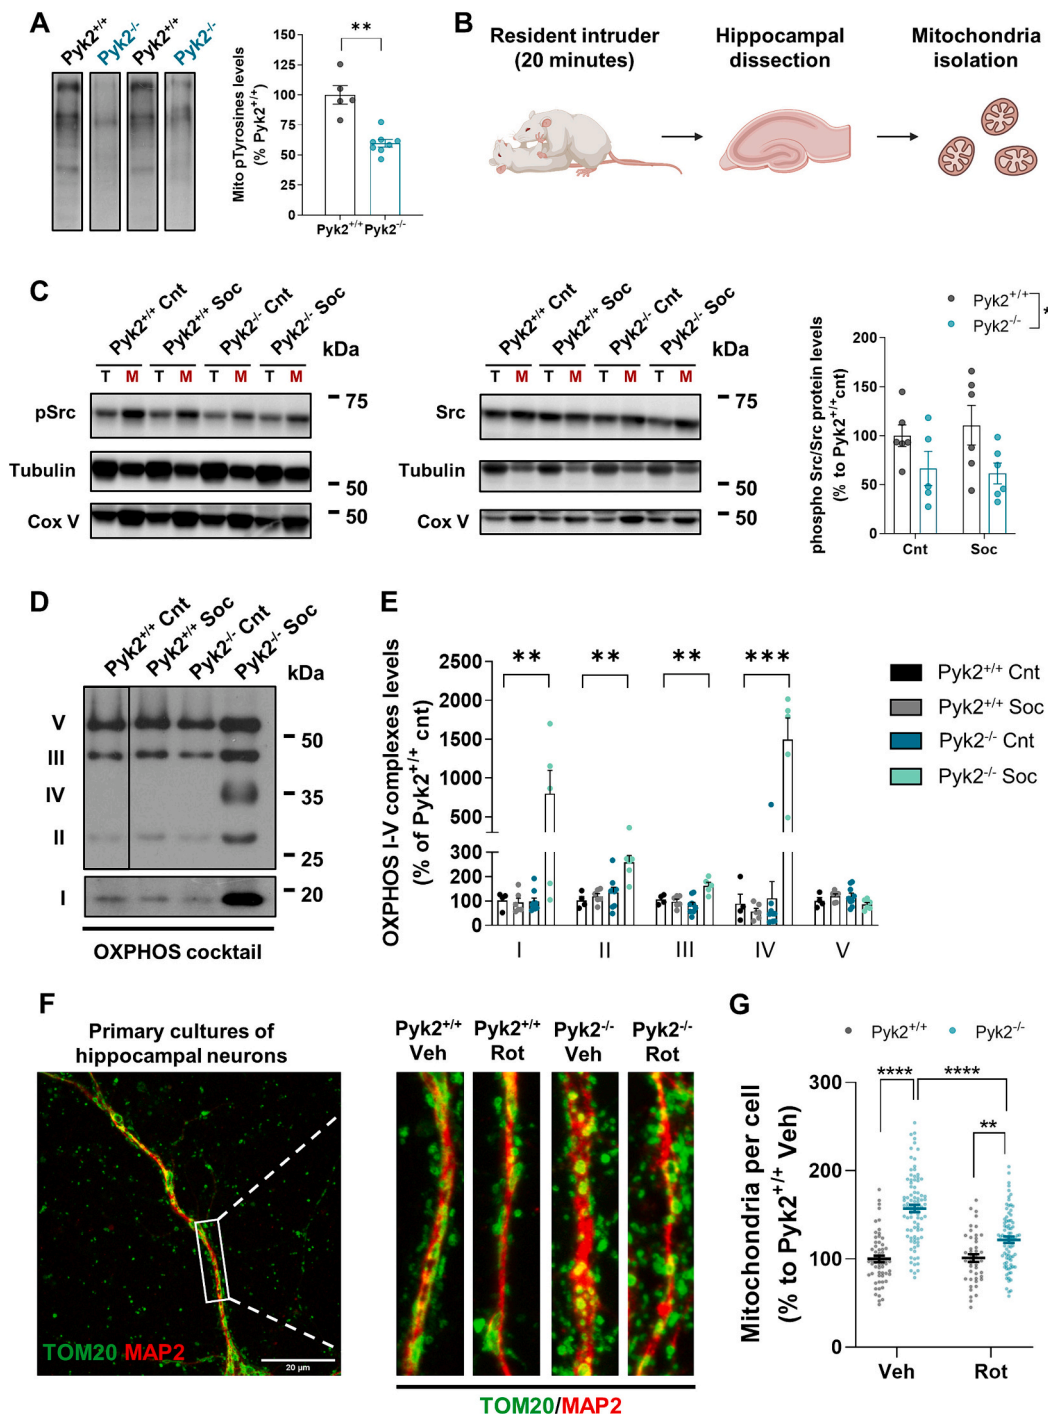 A
Pyk2+/+
Pyk2-/-
Pyk2+/+
Pyk2-/-
Mito pTyrosines levels
(% Pyk2+/+)
150
125
100
75
50
25
0
**
Pyk2+/+ Pyk2-/-
B
Resident intruder
(20 minutes)
Hippocampal
dissection
Mitochondria
isolation
C
Pyk2+/+ Cnt
Pyk2+/+ Soc
Pyk2-/- Cnt
Pyk2-/- Soc
kDa
T M T M T M T M
pSrc
75
Tubulin
50
Cox V
50
Pyk2+/+ Cnt
Pyk2+/+ Soc
Pyk2-/- Cnt
Pyk2-/- Soc
kDa
T M T M T M T M
Src
75
Tubulin
50
Cox V
50
Pyk2+/+
Pyk2-/-
*
phospho Src/Src protein levels
(% to Pyk2+/+cnt)
200
150
100
50
0
Cnt Soc
D
Pyk2+/+ Cnt
Pyk2+/+ Soc
Pyk2-/- Cnt
Pyk2-/- Soc
kDa
V
50
III
IV
35
II
25
I
20
OXPHOS cocktail
E
OXPHOS I-V complexes levels
(% of Pyk2+/+ cnt)
2500
2000
1500
1000
500
300
200
100
0
** ** ** ***
I II III IV V
Pyk2+/+ Cnt
Pyk2+/+ Soc
Pyk2-/- Cnt
Pyk2-/- Soc
F
Primary cultures of
hippocampal neurons
TOM20 MAP2
20 µm
Pyk2+/+
Veh
Pyk2+/+
Rot
Pyk2-/-
Veh
Pyk2-/-
Rot
TOM20/MAP2
G
Pyk2+/+ Pyk2-/-
Mitochondria per cell
(% to Pyk2+/+ Veh)
300
200
100
0
**** ****
**
Veh Rot